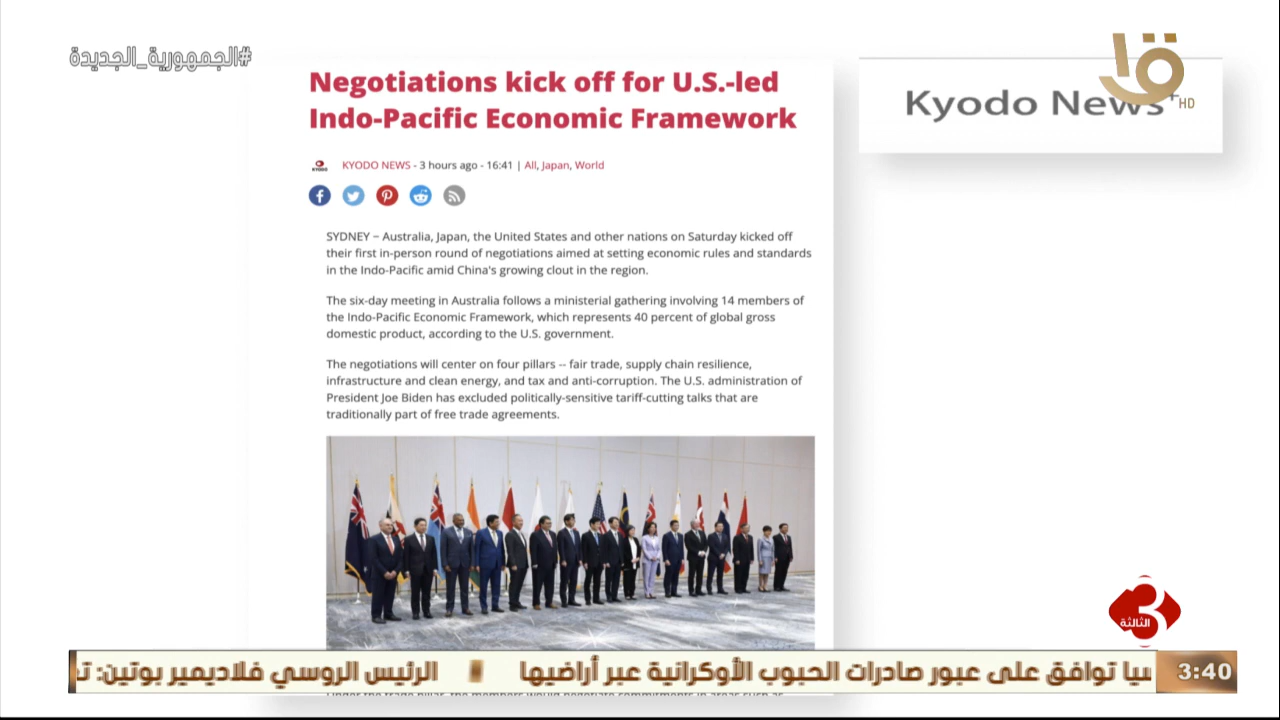 #الجمهورية_الجديدة
Negotiations kick off for U.S.-led
Indo-Pacific Economic Framework
KYODO NEWS - 3 hours ago - 16:41 | All, Japan, World
SYDNEY – Australia, Japan, the United States and other nations on Saturday kicked off
their first in-person round of negotiations aimed at setting economic rules and standards
in the Indo-Pacific amid China's growing clout in the region.
The six-day meeting in Australia follows a ministerial gathering involving 14 members of
the Indo-Pacific Economic Framework, which represents 40 percent of global gross
domestic product, according to the U.S. government.
The negotiations will center on four pillars -- fair trade, supply chain resilience,
infrastructure and clean energy, and tax and anti-corruption. The U.S. administration of
President Joe Biden has excluded politically-sensitive tariff-cutting talks that are
traditionally part of free trade agreements.
Kyodo News+
HD
3
الثالثة
توافق على عبور صادرات الحبوب الأوكرانية عبر أراضيها
الرئيس الروسي فلاديمير بوتين:
3:40